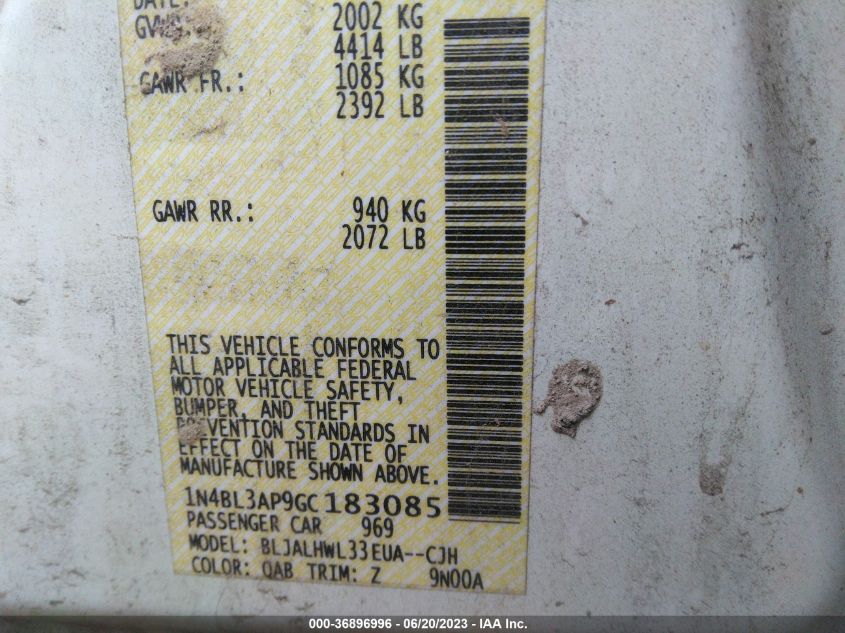 DATE:
GVWR: 2002 KG
4414 LB
GAWR FR.: 1085 KG
2392 LB
GAWR RR.: 940 KG
2072 LB
THIS VEHICLE CONFORMS TO
ALL APPLICABLE FEDERAL
MOTOR VEHICLE SAFETY,
BUMPER, AND THEFT
PREVENTION STANDARDS IN
EFFECT ON THE DATE OF
MANUFACTURE SHOWN ABOVE.
1N4BL3AP9GC183085
PASSENGER CAR 969
MODEL: BLJALHWL33EUA--CJH
COLOR: QAB TRIM: Z 9N00A
000-36896996 - 06/20/2023 - IAA Inc.